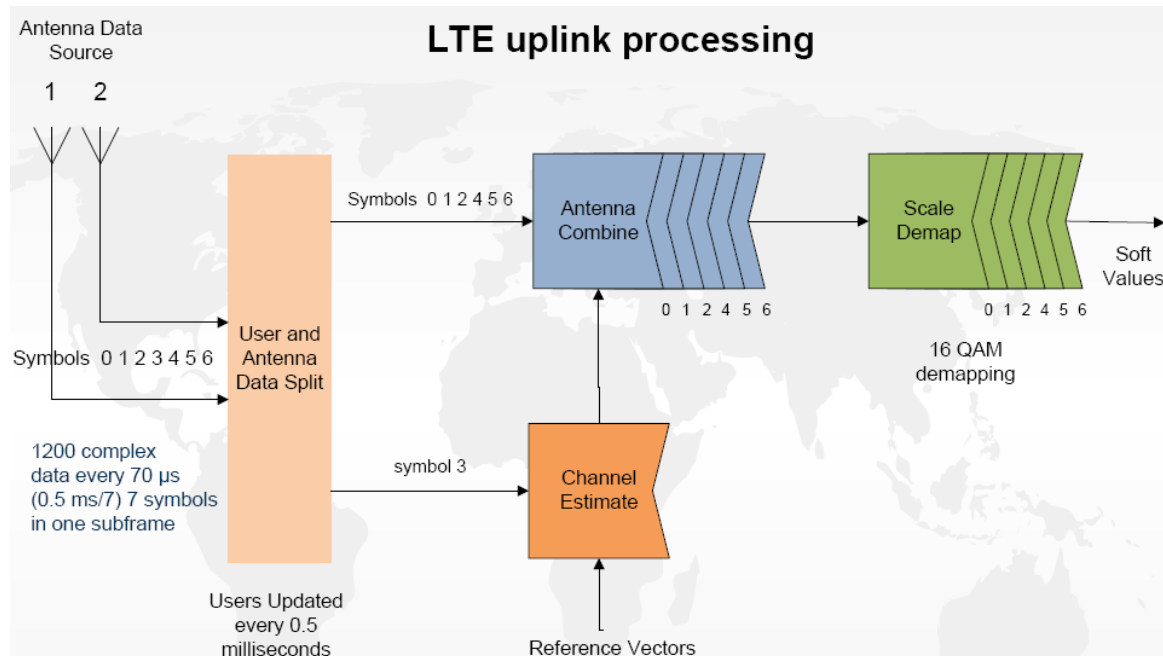 LTE uplink processing
Antenna Data
Source
1 2
Symbols 0 1 2 3 4 5 6
1200 complex
data every 70 µs
(0.5 ms/7) 7 symbols
in one subframe
User and
Antenna
Data Split
Users Updated
every 0.5
milliseconds
Symbols 0 1 2 4 5 6
symbol 3
Antenna
Combine
0 1 2 4 5 6
Channel
Estimate
Reference Vectors
Scale
Demap
0 1 2 4 5 6
16 QAM
demapping
Soft
Values